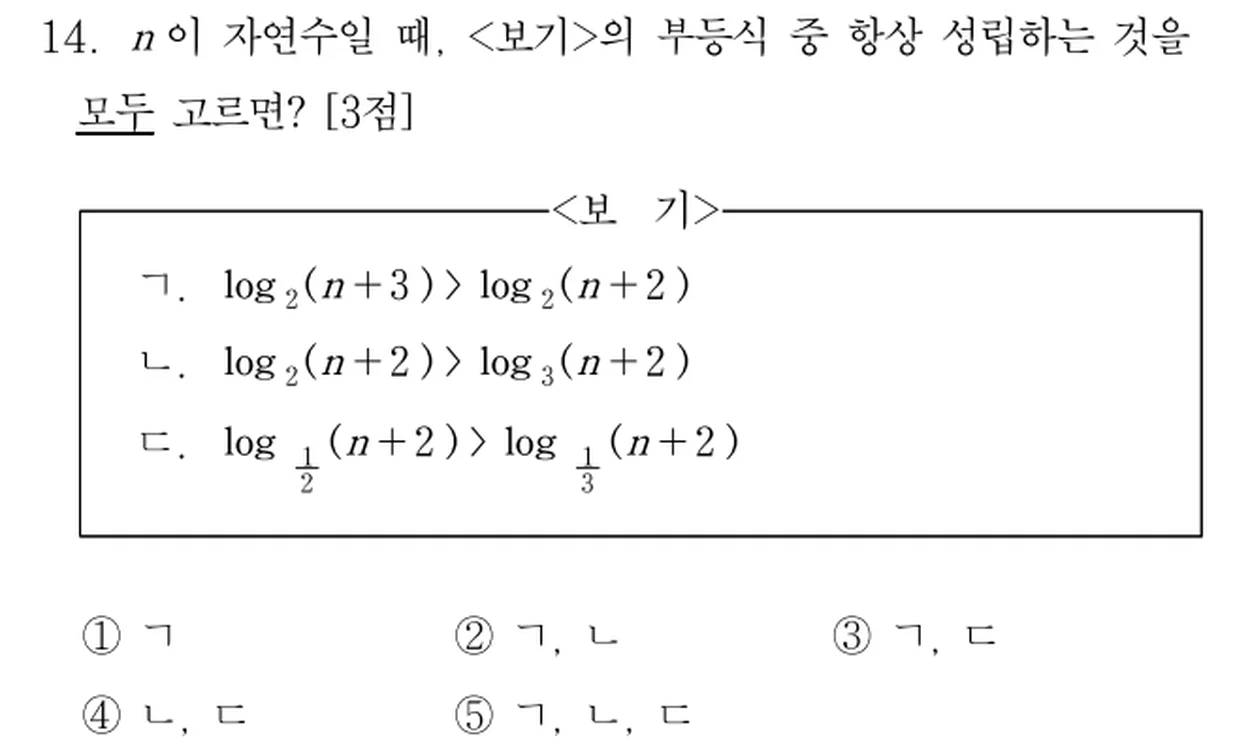 14. n이 자연수일 때, <보기>의 부등식 중 항상 성립하는 것을
모두 고르면? [3점]
<보 기>
ㄱ. log₂(n+3)〉log₂(n+2)
ㄴ. log₂(n+2)〉log₃(n+2)
ㄷ. log_{1/2}(n+2)〉log_{1/3}(n+2)
① ㄱ ② ㄱ, ㄴ ③ ㄱ, ㄷ
④ ㄴ, ㄷ ⑤ ㄱ, ㄴ, ㄷ